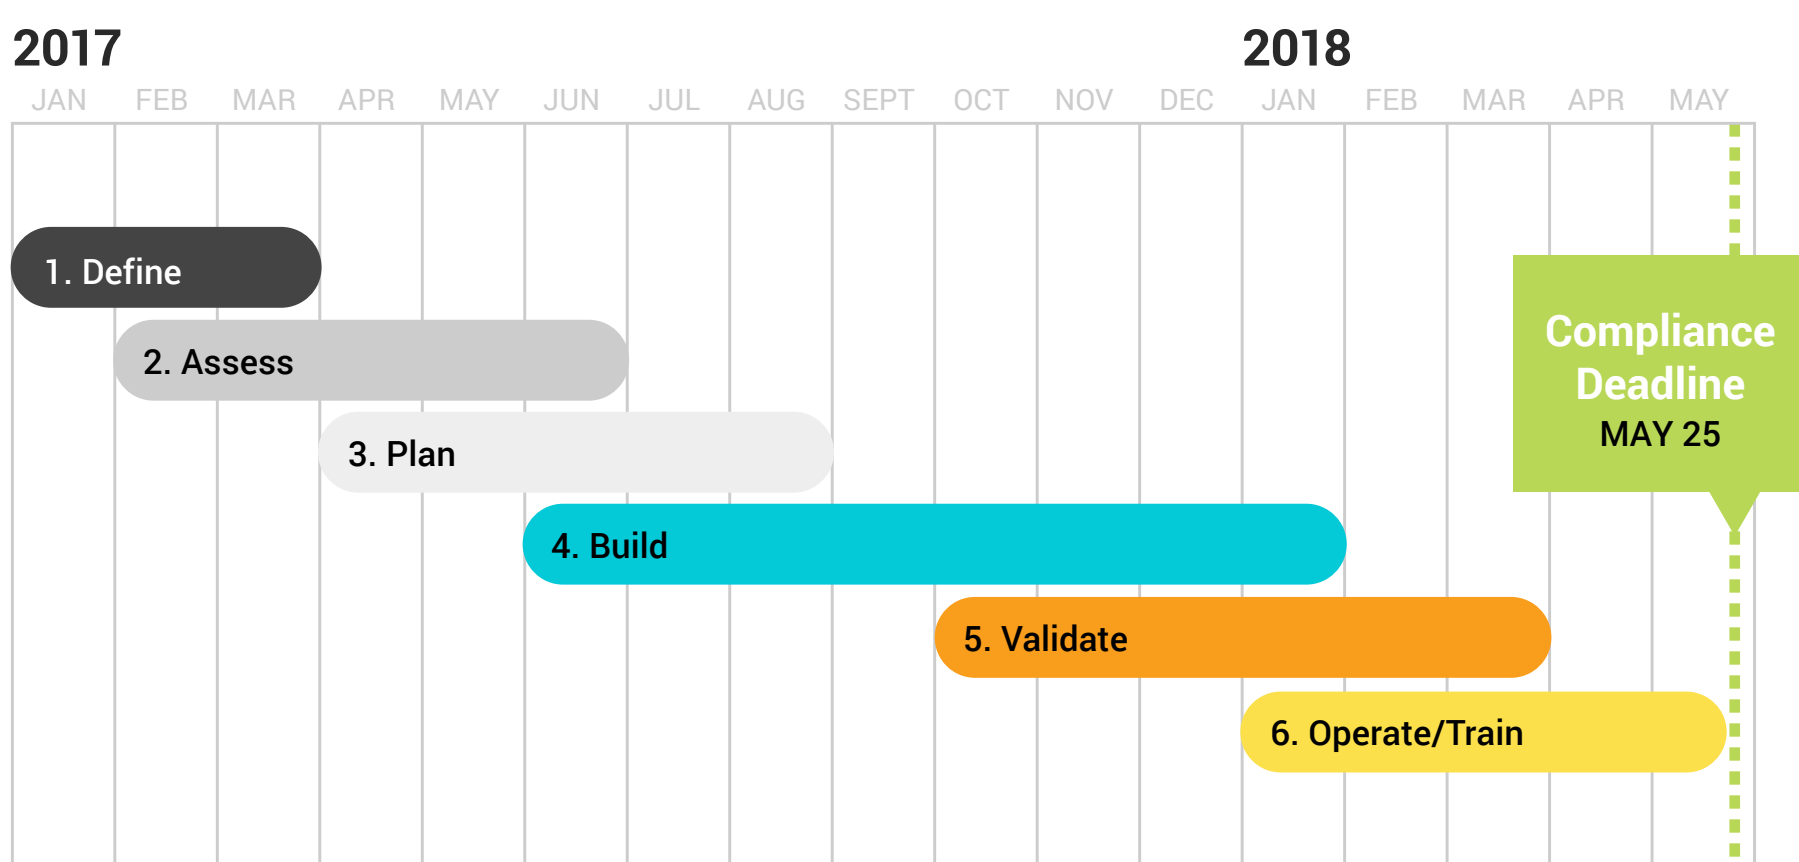 2017 2018
JAN FEB MAR APR MAY JUN JUL AUG SEPT OCT NOV DEC JAN FEB MAR APR MAY
1. Define
2. Assess
3. Plan
4. Build
5. Validate
6. Operate/Train
Compliance
Deadline
MAY 25